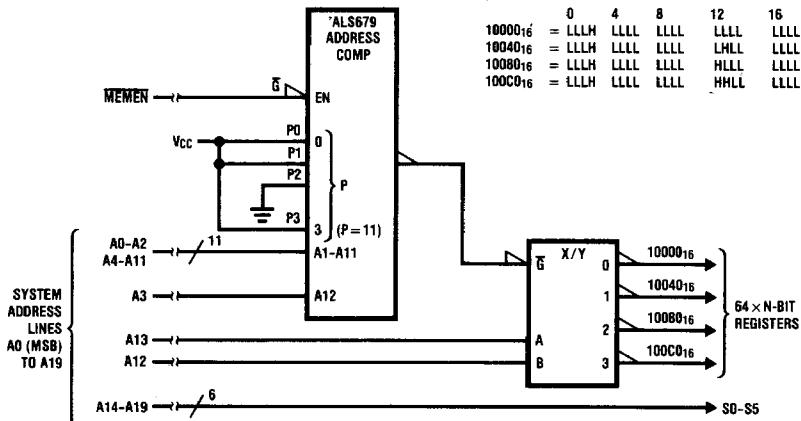 'ALS679
ADDRESS
COMP
0 4 8 12 16
10000₁₆ = LLLH LLLL LLLL LLLL LLLL
10040₁₆ = LLLH LLLL LLLL LHLL LLLL
10080₁₆ = LLLH LLLL LLLL HLLL LLLL
100C0₁₆ = LLLH LLLL LLLL HHLL LLLL
MEMEN
G
EN
VCC
P0
0
P1
P2
P
P3
3 (P = 11)
A0–A2
A4–A11
11
A1–A11
A3
A12
SYSTEM
ADDRESS
LINES
A0 (MSB)
TO A19
A13
A12
A14–A19
6
S0–S5
X/Y
G
A
B
0
10000₁₆
1
10040₁₆
2
10080₁₆
3
100C0₁₆
64 × N-BIT
REGISTERS